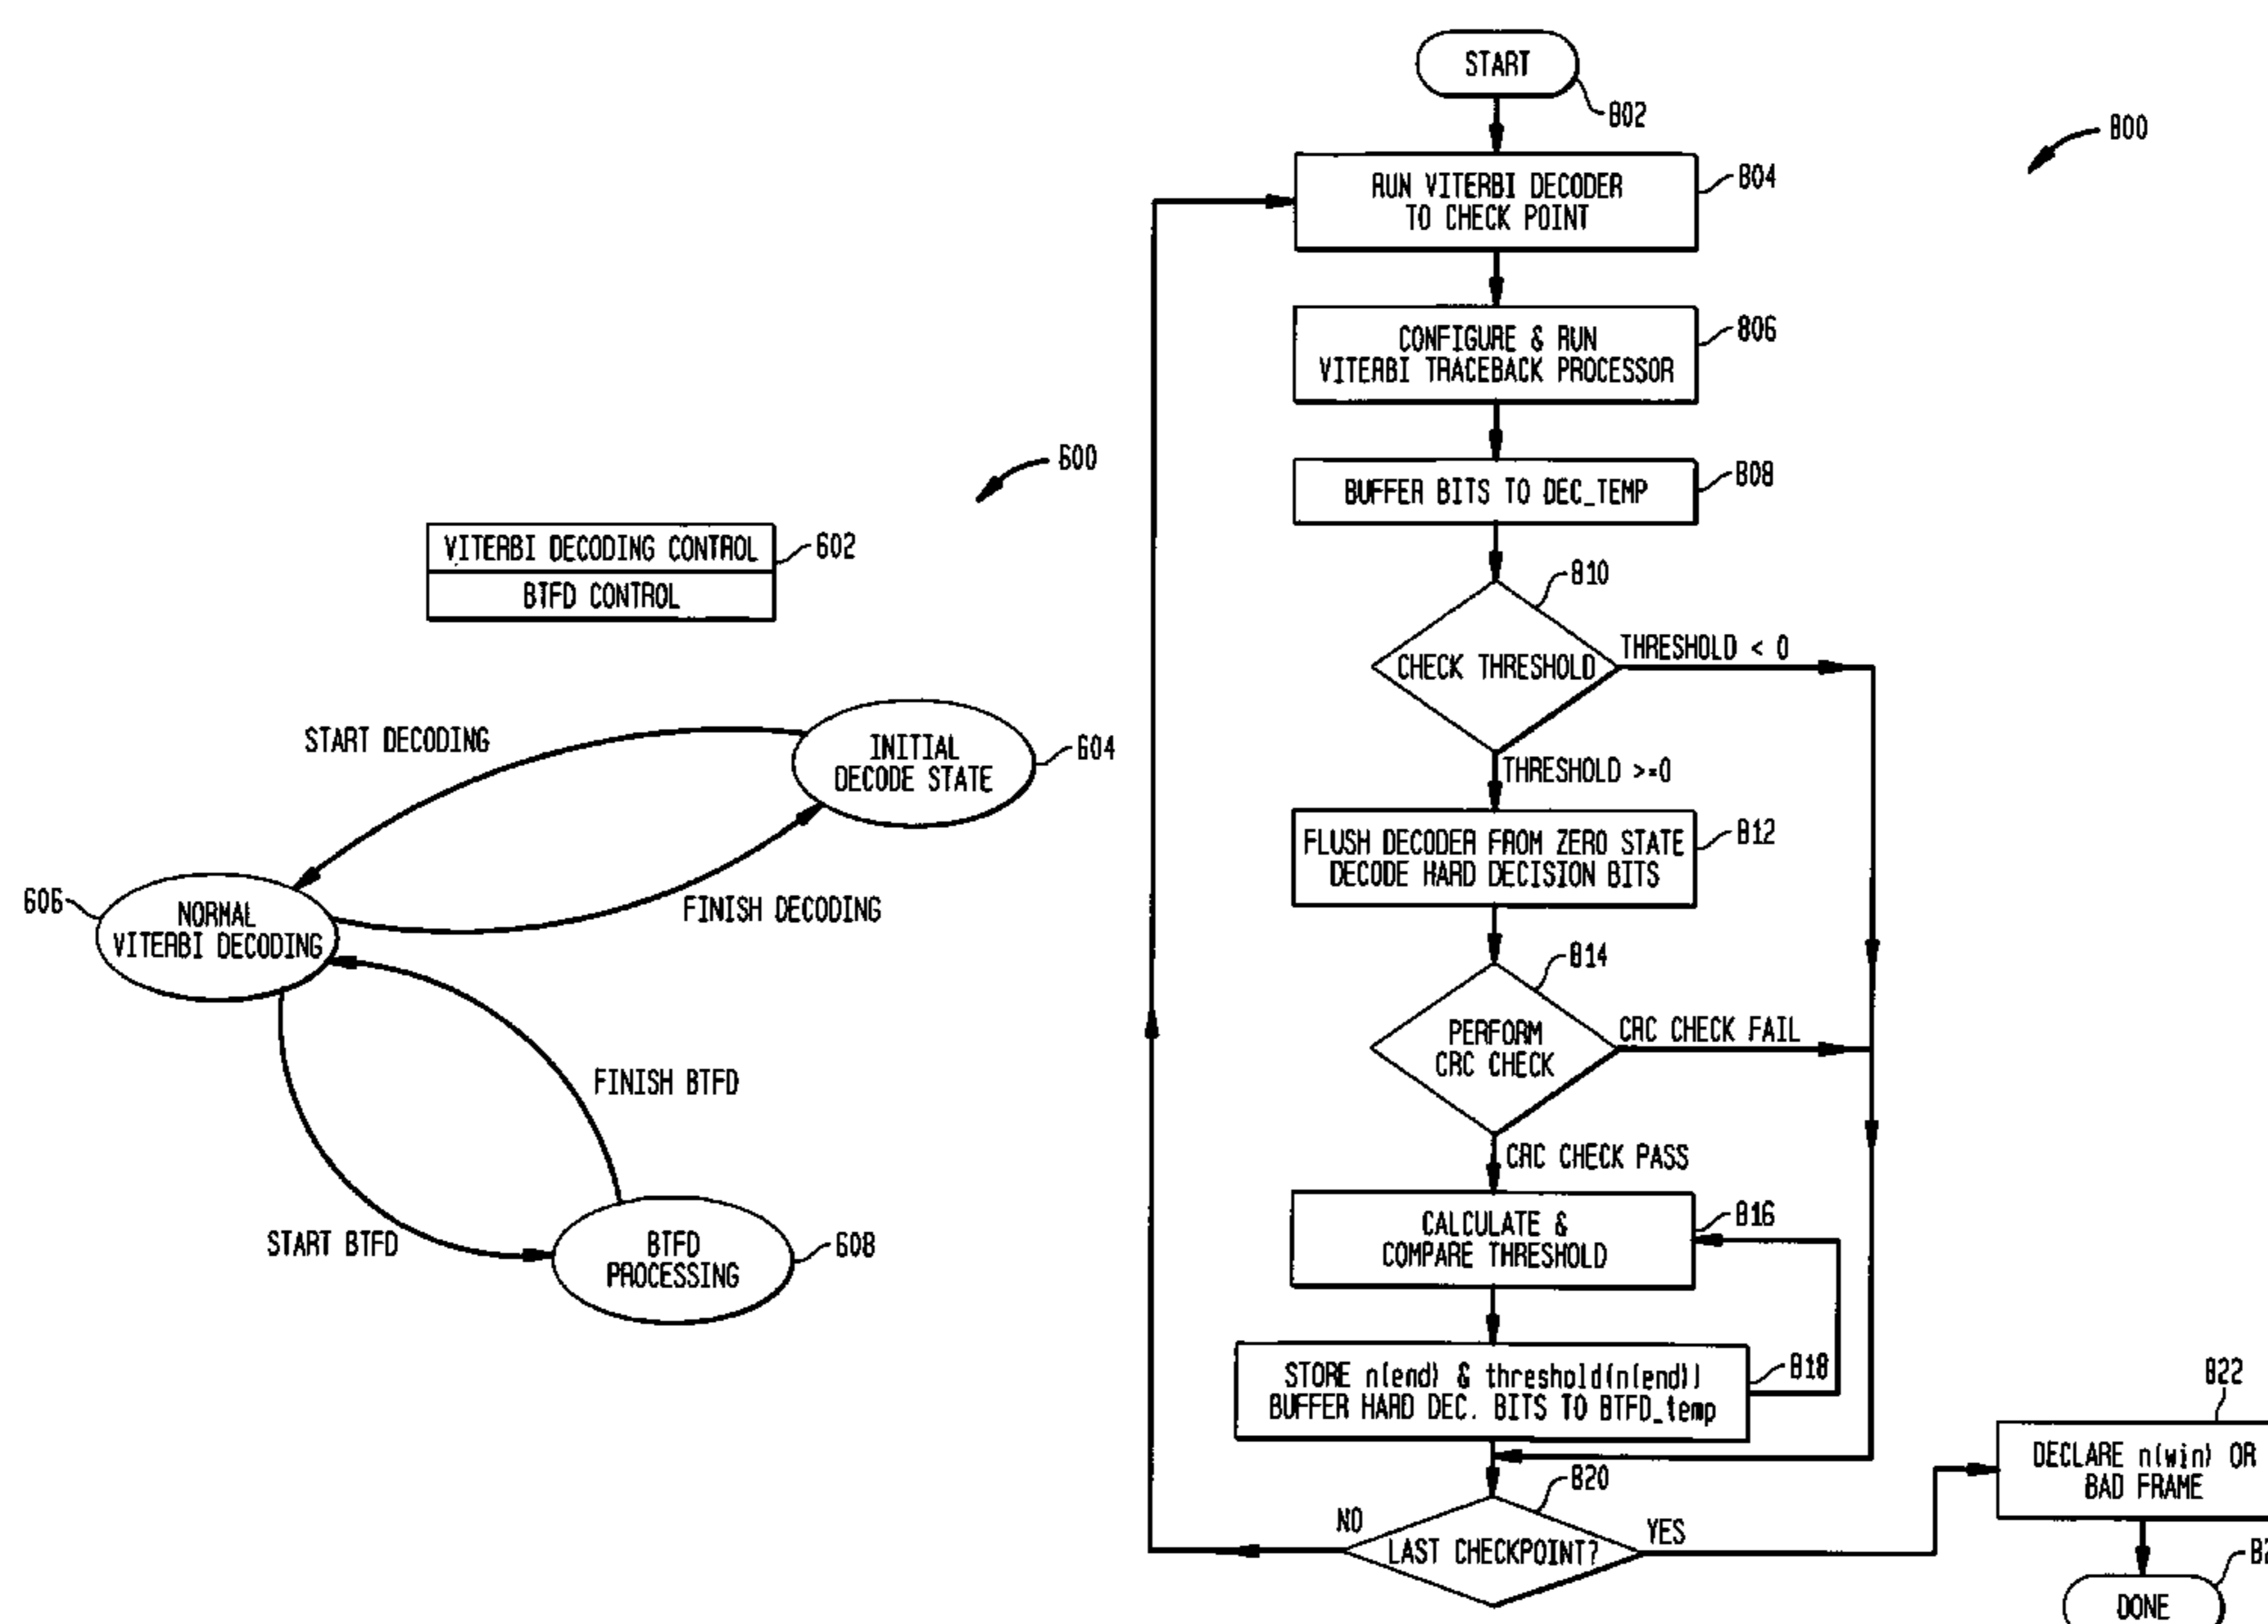 600
VITERBI DECODING CONTROL
BTFD CONTROL
602
START DECODING
INITIAL
DECODE STATE
604
606
NORMAL
VITERBI DECODING
FINISH DECODING
FINISH BTFD
START BTFD
BTFD
PROCESSING
608
START
802
800
RUN VITERBI DECODER
TO CHECK POINT
804
CONFIGURE & RUN
VITERBI TRACEBACK PROCESSOR
806
BUFFER BITS TO DEC_TEMP
808
810
CHECK THRESHOLD
THRESHOLD < 0
THRESHOLD >=0
FLUSH DECODER FROM ZERO STATE
DECODE HARD DECISION BITS
812
814
PERFORM
CRC CHECK
CRC CHECK FAIL
CRC CHECK PASS
CALCULATE &
COMPARE THRESHOLD
816
STORE n(end) & threshold(n(end))
BUFFER HARD DEC. BITS TO BTFD_temp
818
820
NO
LAST CHECKPOINT?
YES
822
DECLARE n(win) OR
BAD FRAME
DONE